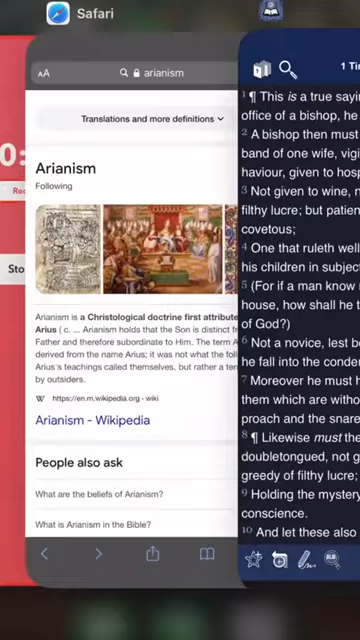 Safari
0:
Rec
Sto
AA
arianism
Translations and more definitions
Arianism
Following
Arianism is a Christological doctrine first attribute
Arius ( c. ... Arianism holds that the Son is distinct fr
Father and therefore subordinate to Him. The term A
derived from the name Arius; it was not what the foll
Arius's teachings called themselves, but rather a ter
by outsiders.
W https://en.m.wikipedia.org › wiki
Arianism - Wikipedia
People also ask
What are the beliefs of Arianism?
What is Arianism in the Bible?
1 Ti
1 ¶ This is a true sayi
office of a bishop, he
2 A bishop then must
band of one wife, vigi
haviour, given to hosp
3 Not given to wine, n
filthy lucre; but patien
covetous;
4 One that ruleth well
his children in subject
5 (For if a man know
house, how shall he t
of God?)
6 Not a novice, lest be
he fall into the conde
7 Moreover he must h
them which are witho
proach and the snare
8 ¶ Likewise must the
doubletongued, not g
greedy of filthy lucre;
9 Holding the mystery
conscience.
10 And let these also